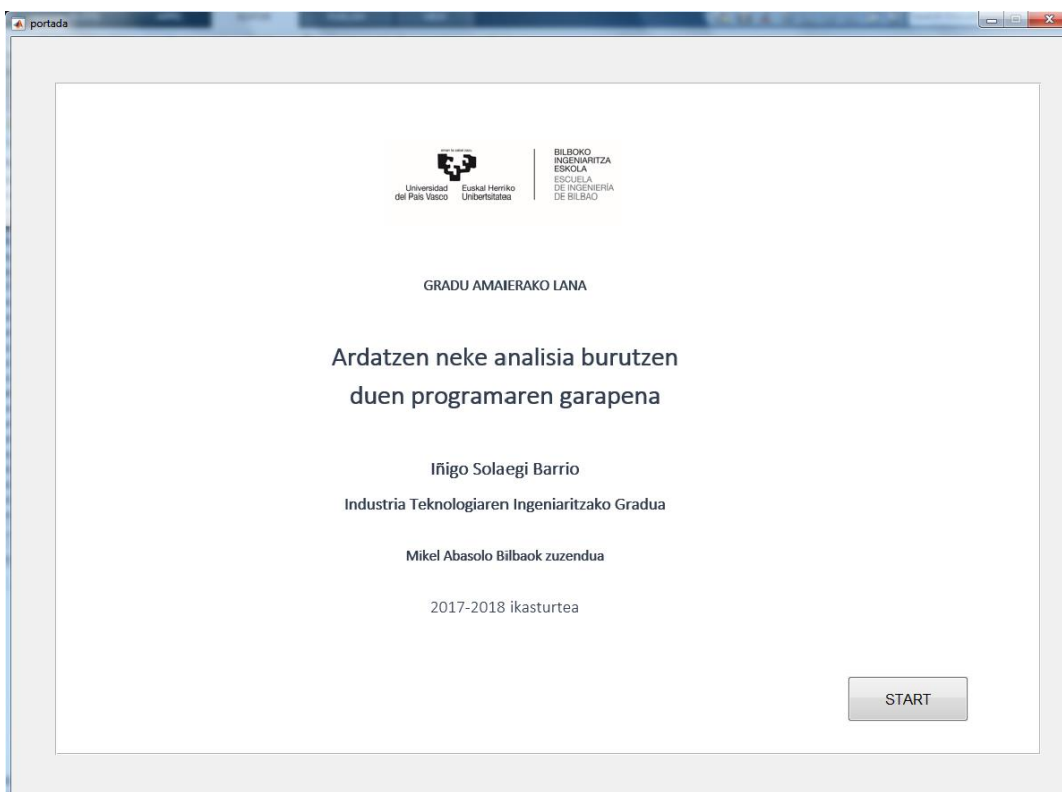 portada
Universidad
del País Vasco
Euskal Herriko
Unibertsitatea
BILBOKO
INGENIARITZA
ESKOLA
ESCUELA
DE INGENIERÍA
DE BILBAO
GRADU AMAIERAKO LANA
Ardatzen neke analisia burutzen
duen programaren garapena
Iñigo Solaegi Barrio
Industria Teknologiaren Ingeniaritzako Gradua
Mikel Abasolo Bilbaok zuzendua
2017-2018 ikasturtea
START